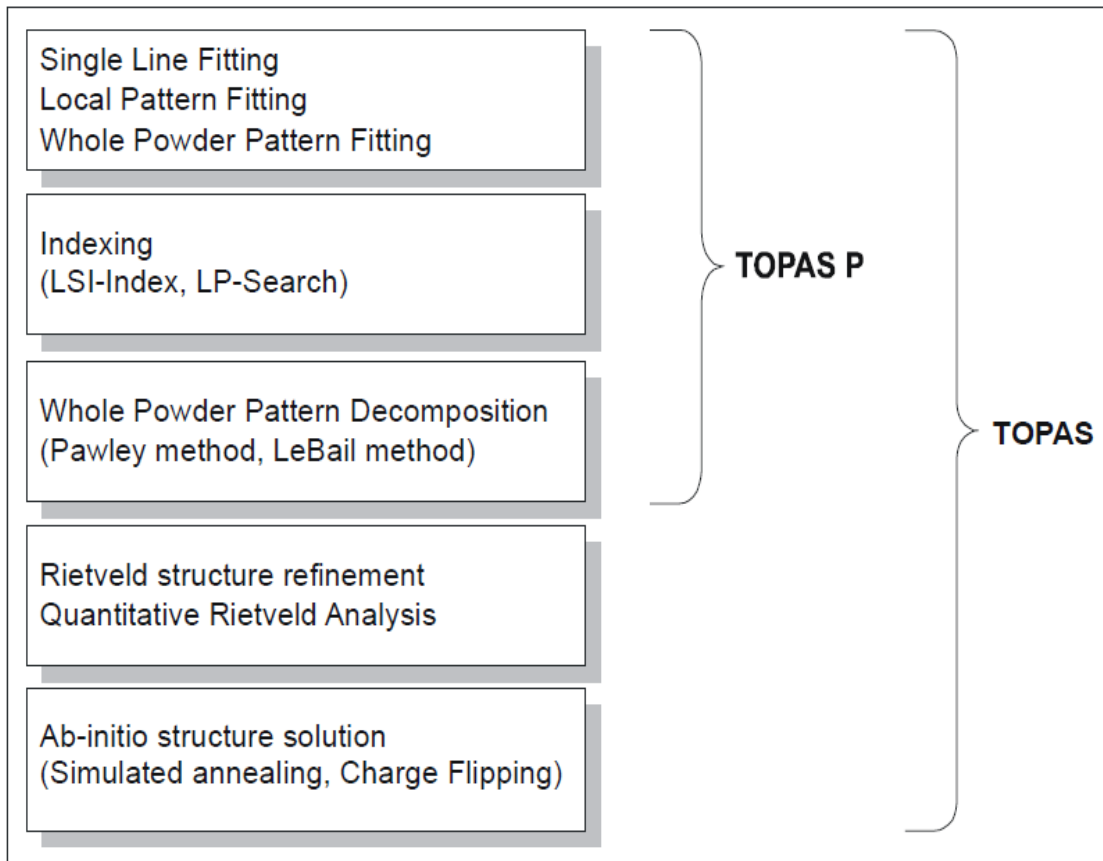 Single Line Fitting
Local Pattern Fitting
Whole Powder Pattern Fitting
Indexing
(LSI-Index, LP-Search)
TOPAS P
Whole Powder Pattern Decomposition
(Pawley method, LeBail method)
TOPAS
Rietveld structure refinement
Quantitative Rietveld Analysis
Ab-initio structure solution
(Simulated annealing, Charge Flipping)